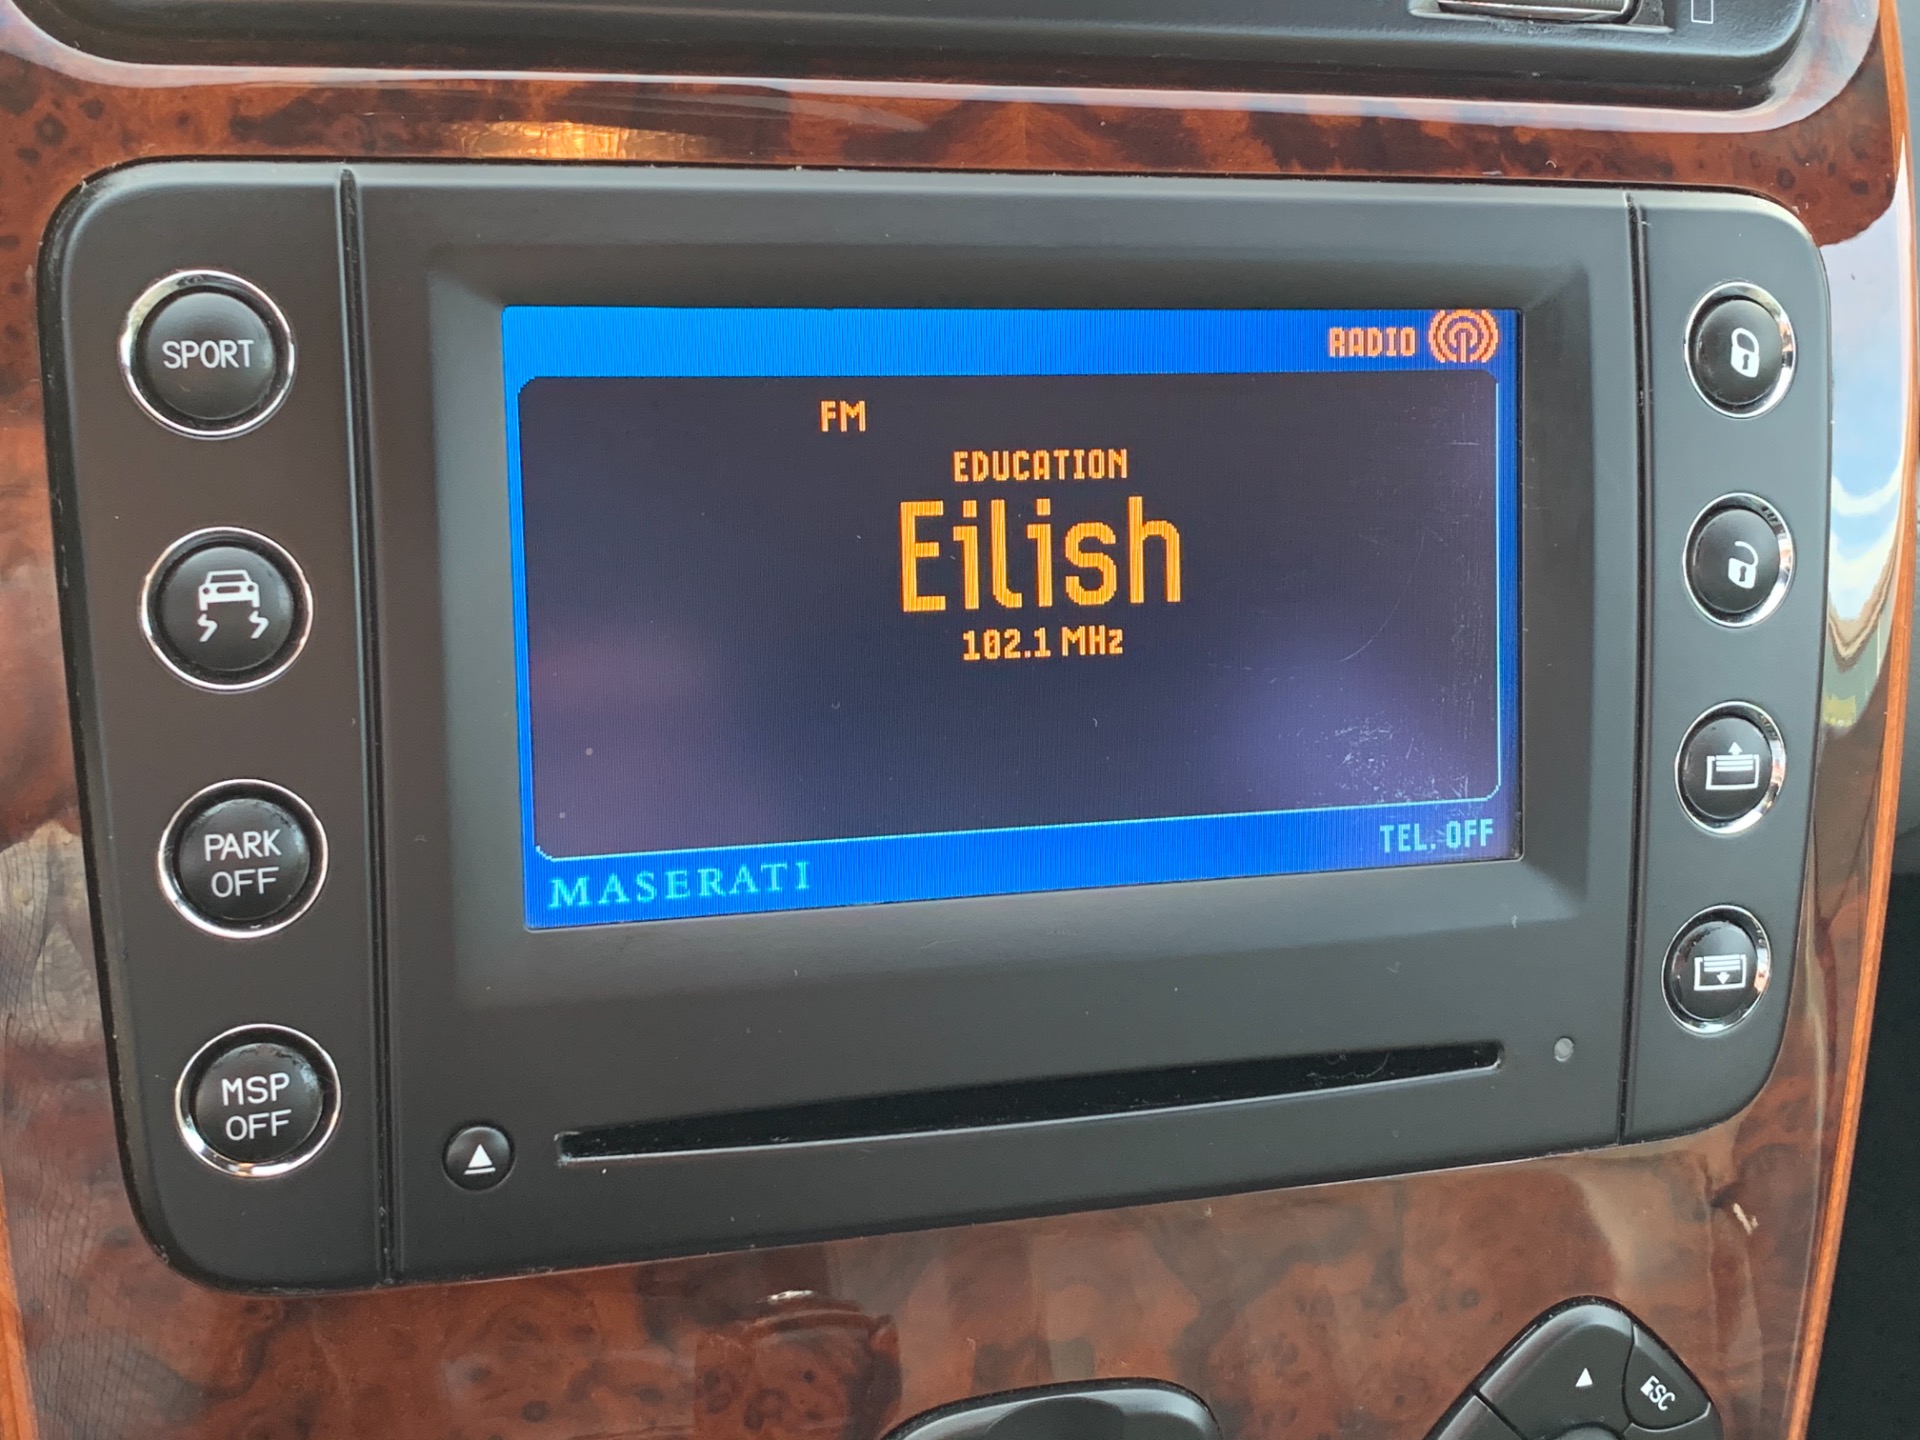 RADIO
FM
EDUCATION
Eilish
102.1 MHz
TEL. OFF
MASERATI
SPORT
PARK
OFF
MSP
OFF
ESC